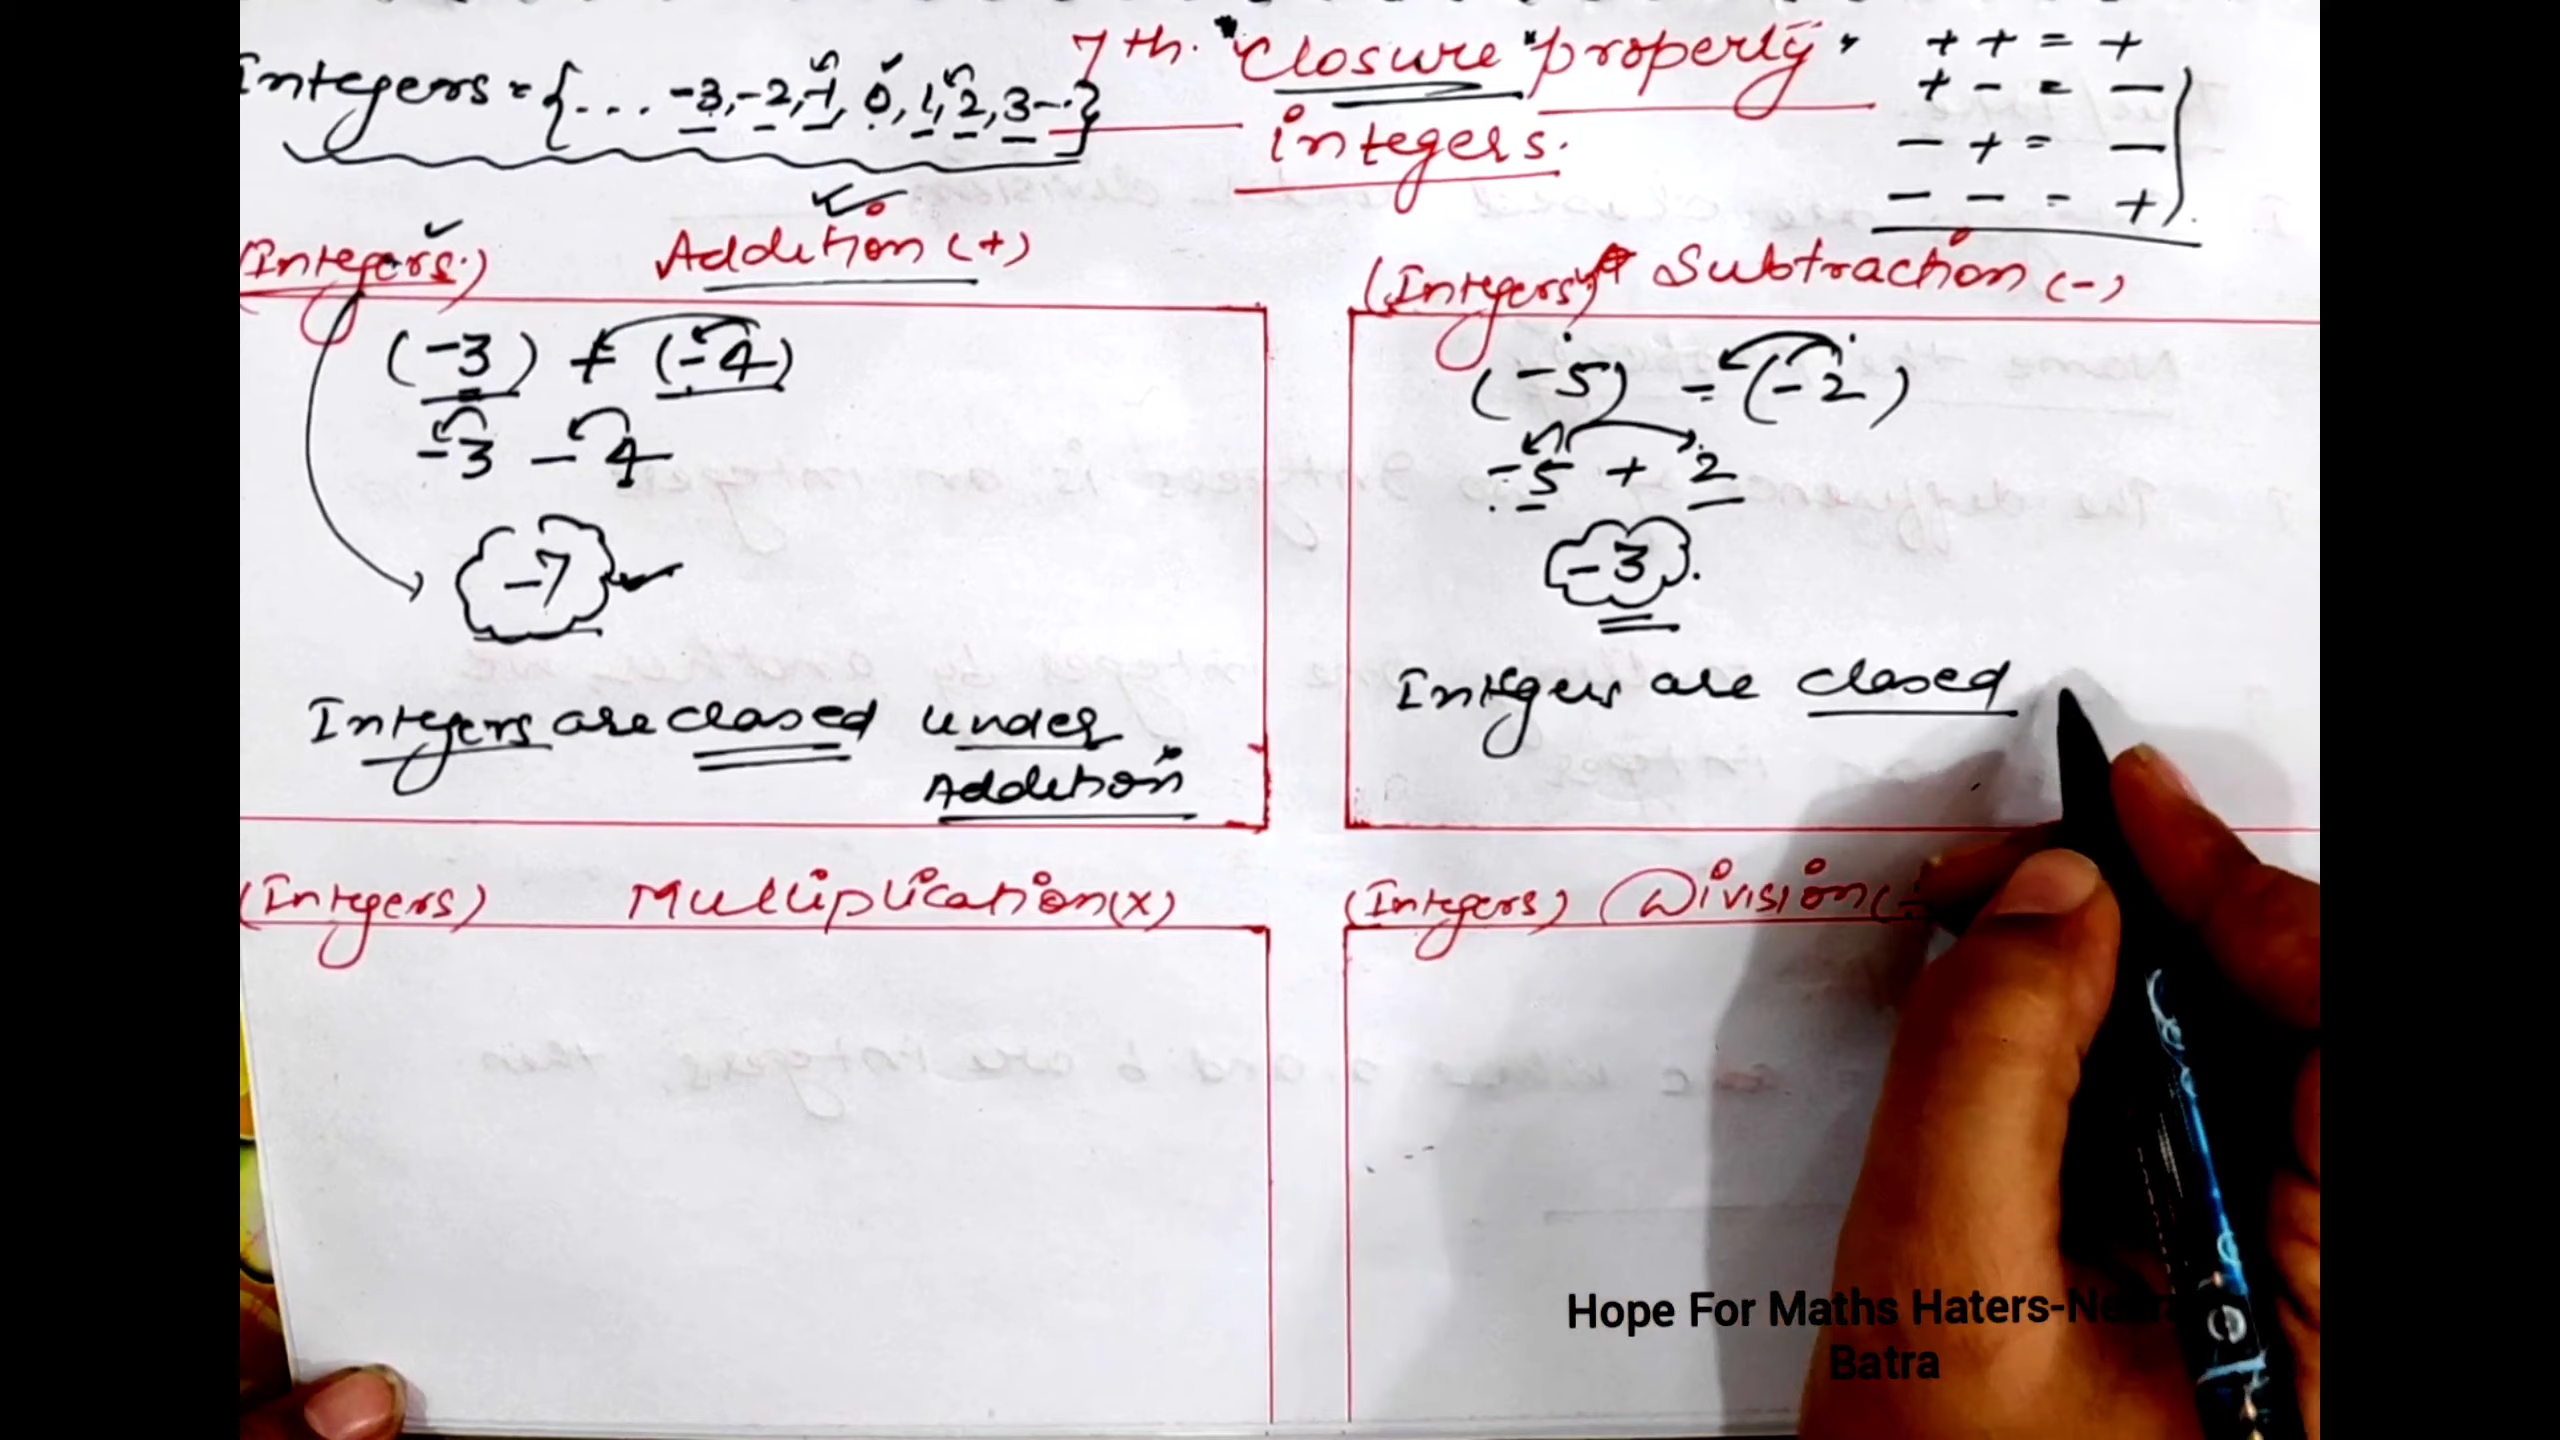 Integers = {... -3, -2, -1, 0, 1, 2, 3 -..}
7th. "Closure" property
integers.
+ + = +
+ - = -
- + = -
- - = +
(Integers.) Addition (+)
(-3) + (-4)
-3 - 4
-7
Integers are closed under
Addition
(Integers) Subtraction (-)
(-5) - (-2)
-5 + 2
-3.
Integers are closed
(Integers) Multiplication (x)
(Integers) Division (÷
Hope For Maths Haters-
Batra